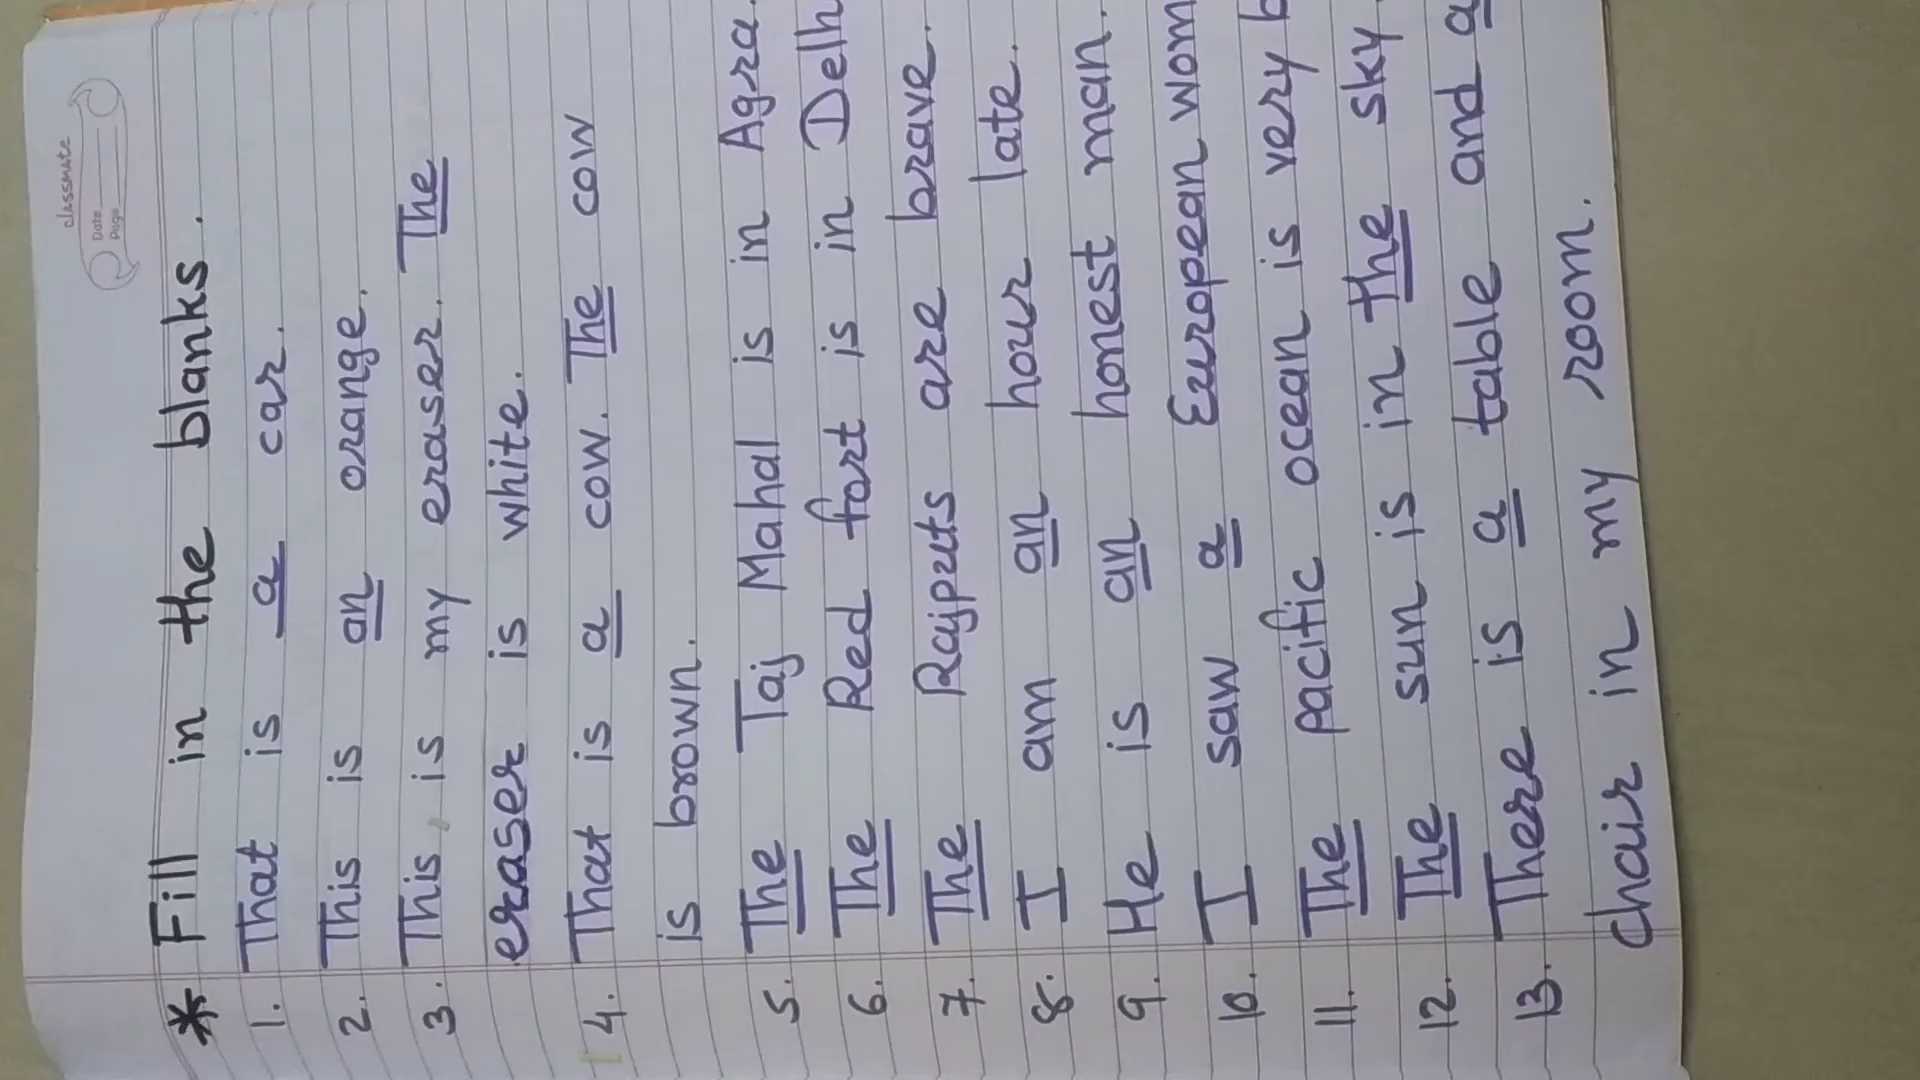 classmate
Date
Page
* Fill in the blanks.
1. That is a car.
2. This is an orange.
3. This is my eraser. The
eraser is white.
4. That is a cow. The cow
is brown.
5. The Taj Mahal is in Agra.
6. The Red fort is in Delh
7. The Rajputs are brave.
8. I am an hour late.
9. He is an honest man.
10. I saw a European wom
11. The pacific ocean is very b
12. The sun is in the sky.
13. There is a table and a
chair in my room.